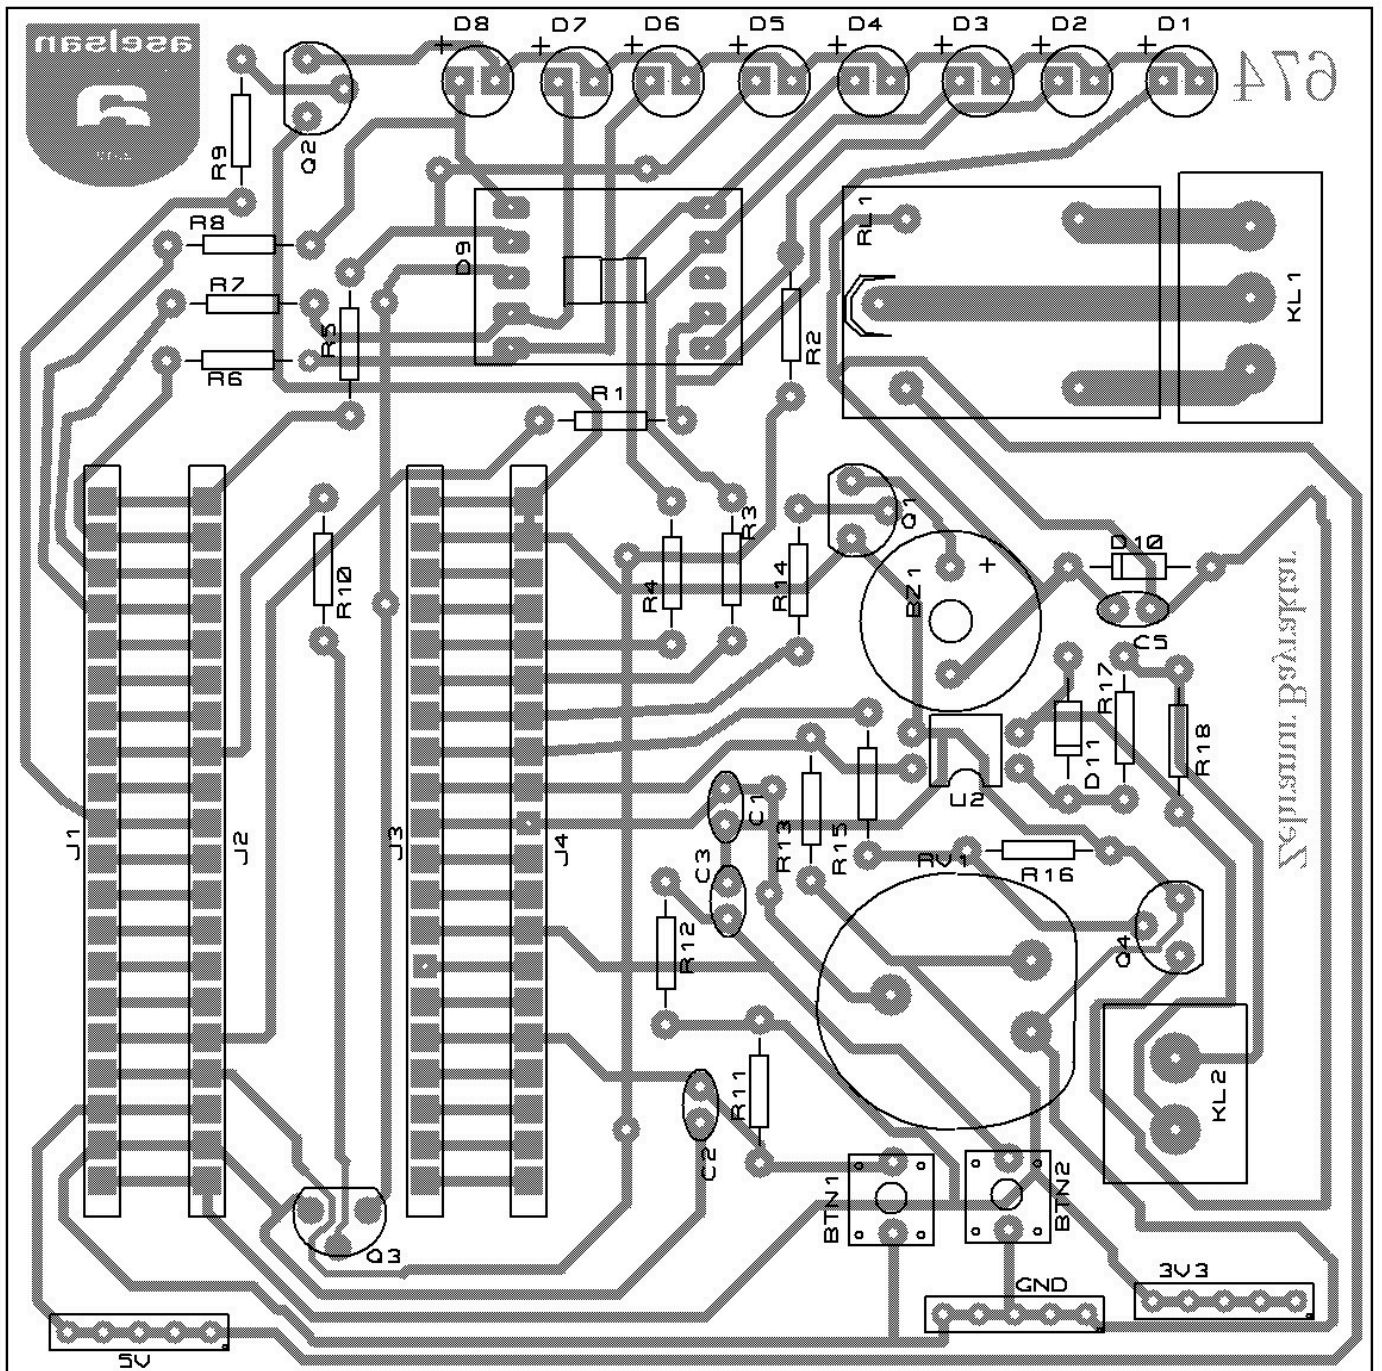 D8 D7 D6 D5 D4 D3 D2 D1
+ + + + + + + +
aselsan
674
R9
Q2
R8
D9
RL1
R7
KL1
R5
R2
R6
R1
R3
Q1
R14
R4
R10
D10
+
BZ1
C5
R17
R18
D11
U2
C1
J1 J2 J3 J4
R13
R15
RV1
C3
R16
Zehranur Bayraktar
R12
Q4
R11
KL2
C2
BTN1
BTN2
Q3
3V3
GND
5V